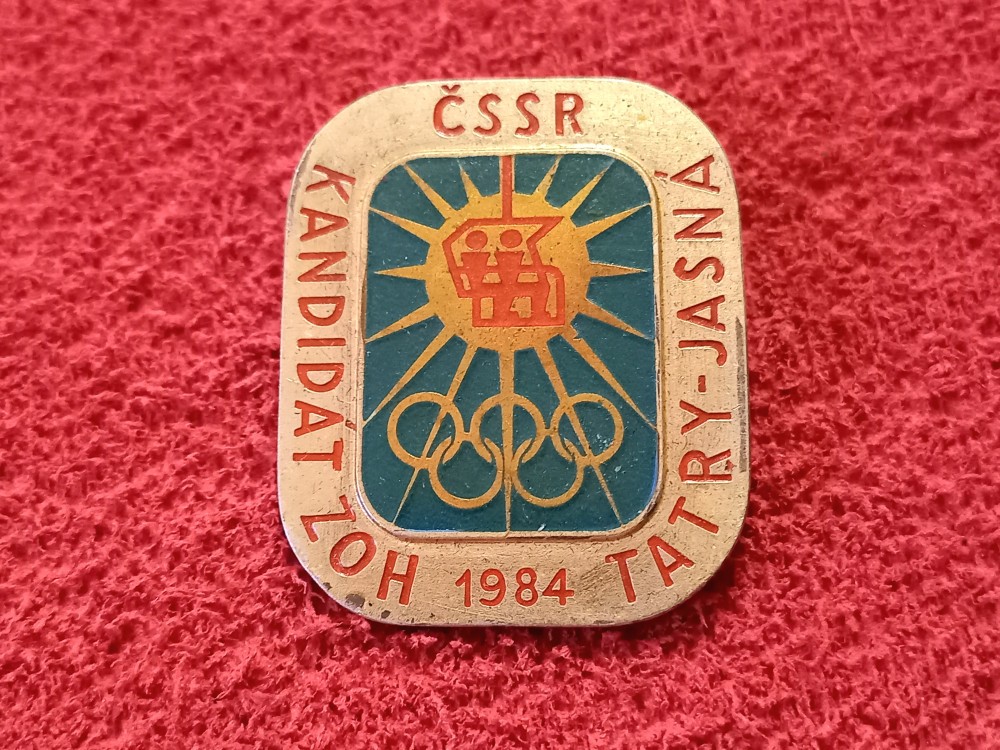 ČSSR
KANDIDÁT ZOH 1984 TATRY-JASNÁ